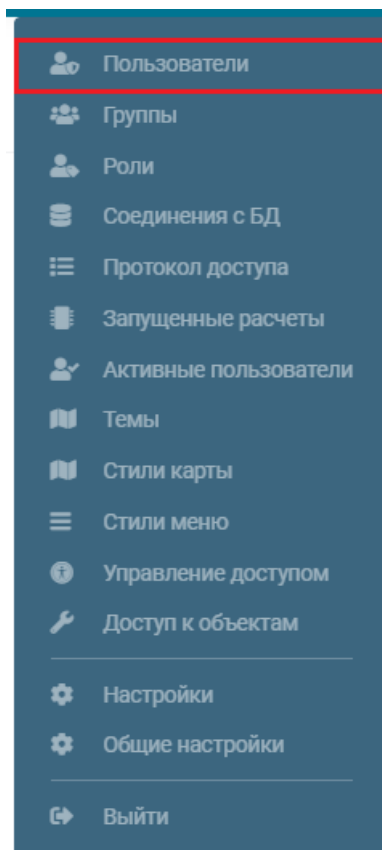 Пользователи
Группы
Роли
Соединения с БД
Протокол доступа
Запущенные расчеты
Активные пользователи
Темы
Стили карты
Стили меню
Управление доступом
Доступ к объектам
Настройки
Общие настройки
Выйти